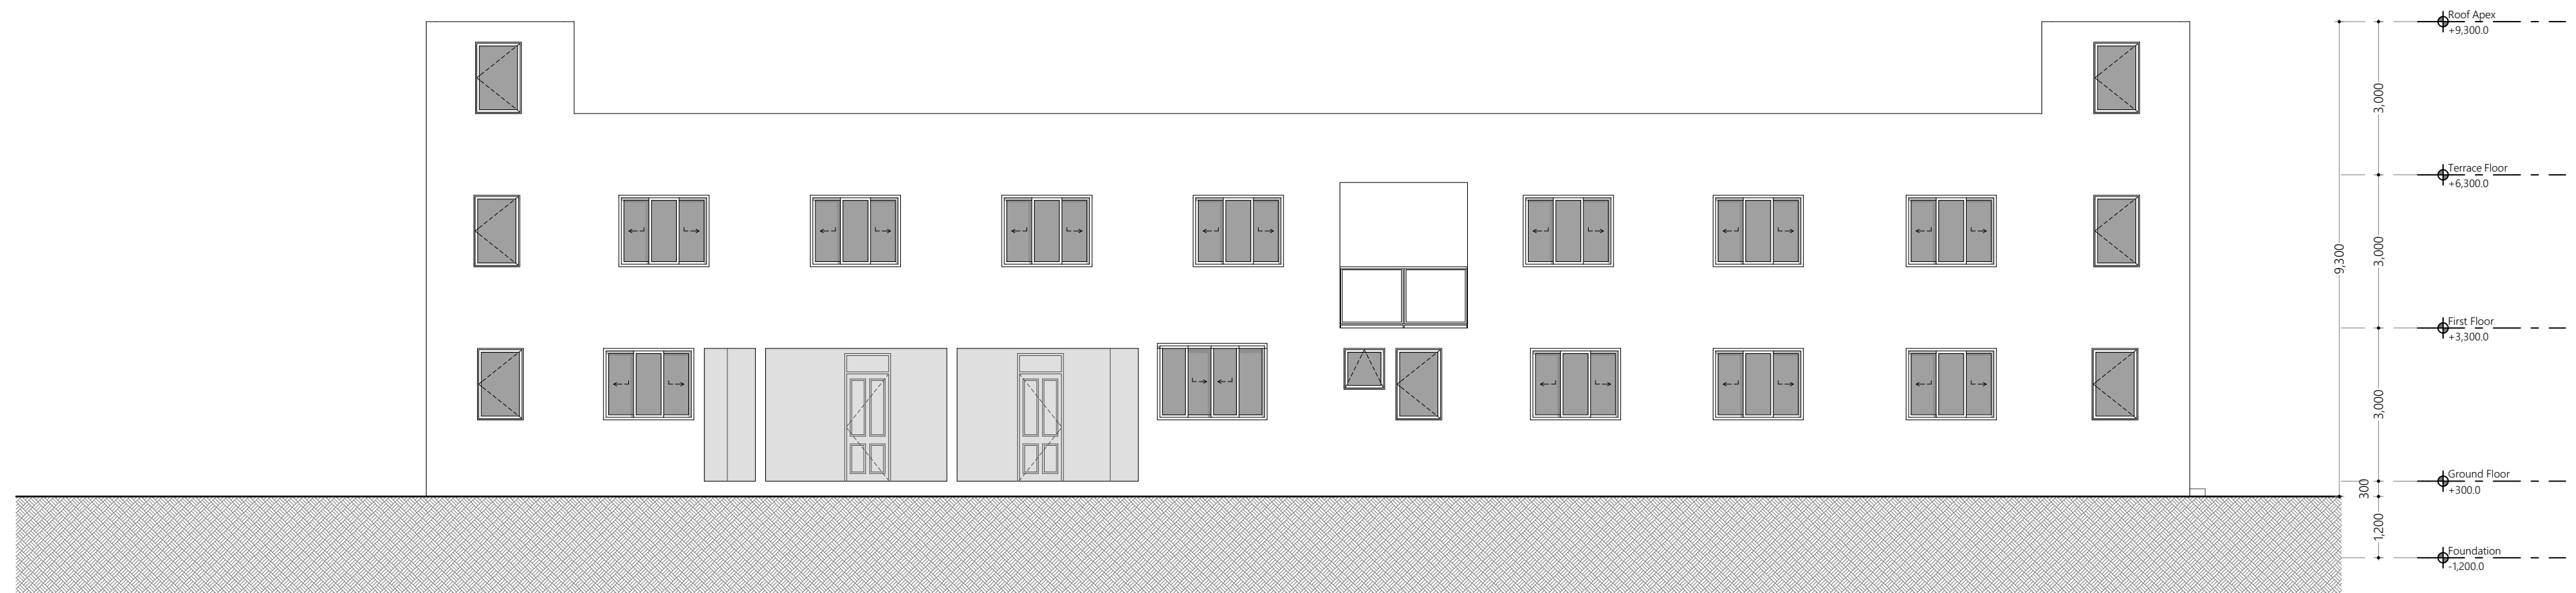 Roof Apex
+9,300.0
3,000
Terrace Floor
+6,300.0
9,300
3,000
First Floor
+3,300.0
3,000
Ground Floor
+300.0
300
1,200
Foundation
-1,200.0